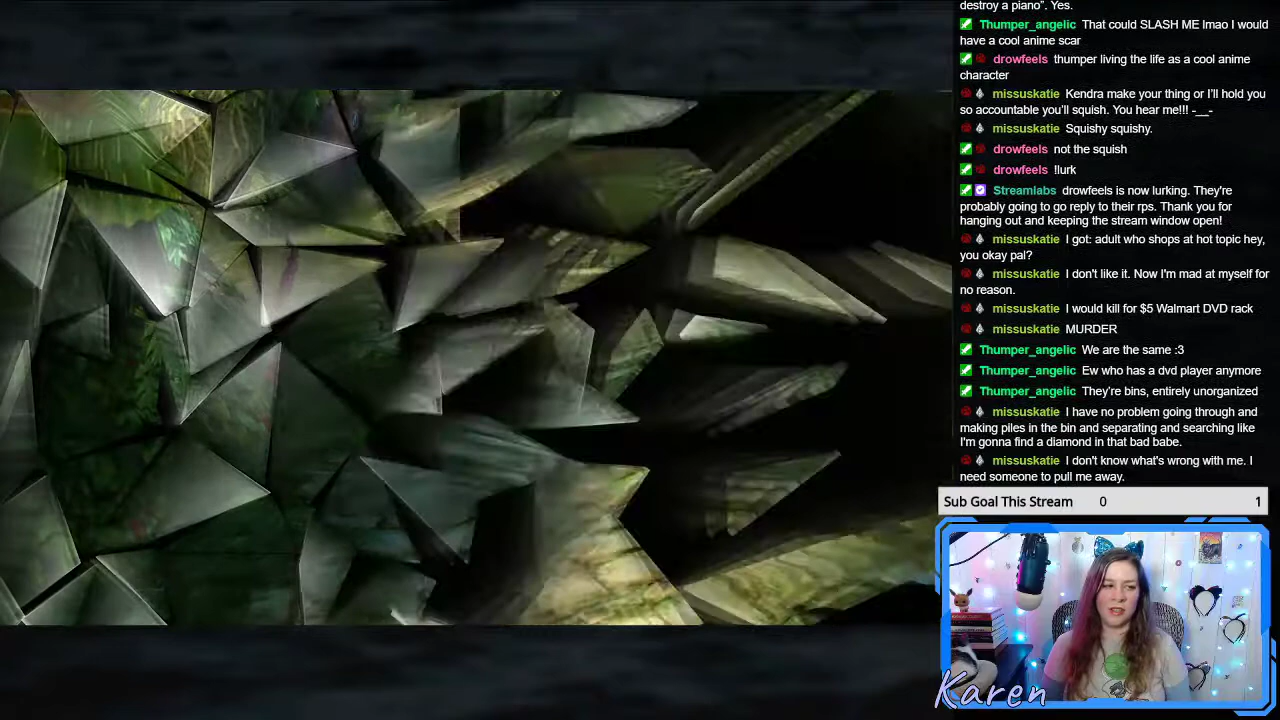 destroy a piano". Yes.
Thumper_angelic That could SLASH ME lmao I would
have a cool anime scar
drowfeels thumper living the life as a cool anime
character
missuskatie Kendra make your thing or I'll hold you
so accountable you'll squish. You hear me!!! -__-
missuskatie Squishy squishy.
drowfeels not the squish
drowfeels !lurk
Streamlabs drowfeels is now lurking. They're
probably going to go reply to their rps. Thank you for
hanging out and keeping the stream window open!
missuskatie I got: adult who shops at hot topic hey,
you okay pal?
missuskatie I don't like it. Now I'm mad at myself for
no reason.
missuskatie I would kill for $5 Walmart DVD rack
missuskatie MURDER
Thumper_angelic We are the same :3
Thumper_angelic Ew who has a dvd player anymore
Thumper_angelic They're bins, entirely unorganized
missuskatie I have no problem going through and
making piles in the bin and separating and searching like
I'm gonna find a diamond in that bad babe.
missuskatie I don't know what's wrong with me. I
need someone to pull me away.
Sub Goal This Stream 0 1
Karen